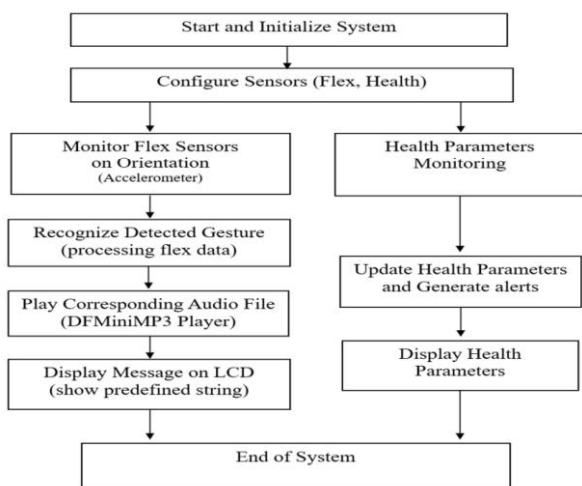 Start and Initialize System
Configure Sensors (Flex, Health)
Monitor Flex Sensors
on Orientation
(Accelerometer)
Recognize Detected Gesture
(processing flex data)
Play Corresponding Audio File
(DFMiniMP3 Player)
Display Message on LCD
(show predefined string)
Health Parameters
Monitoring
Update Health Parameters
and Generate alerts
Display Health
Parameters
End of System